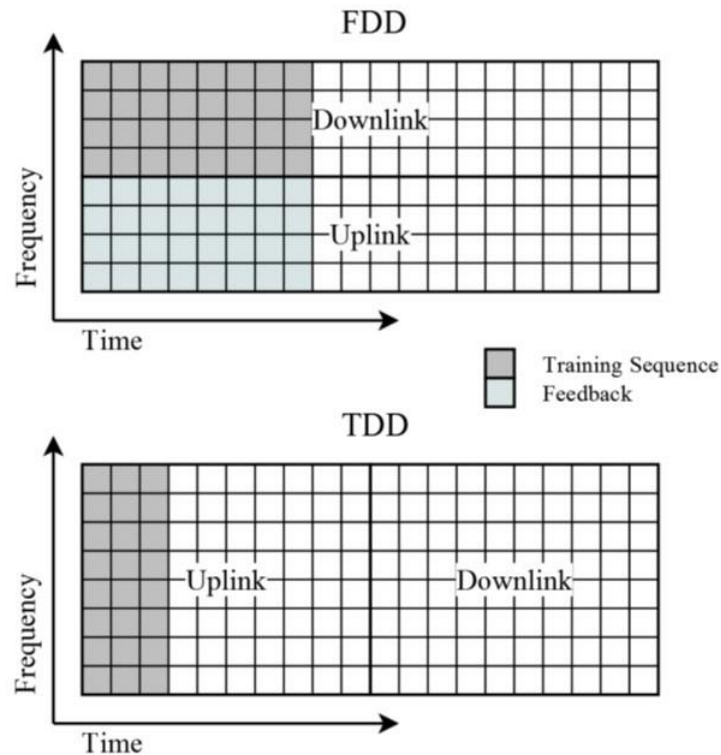 FDD
Downlink
Uplink
Frequency
Time
Training Sequence
Feedback
TDD
Uplink
Downlink
Frequency
Time